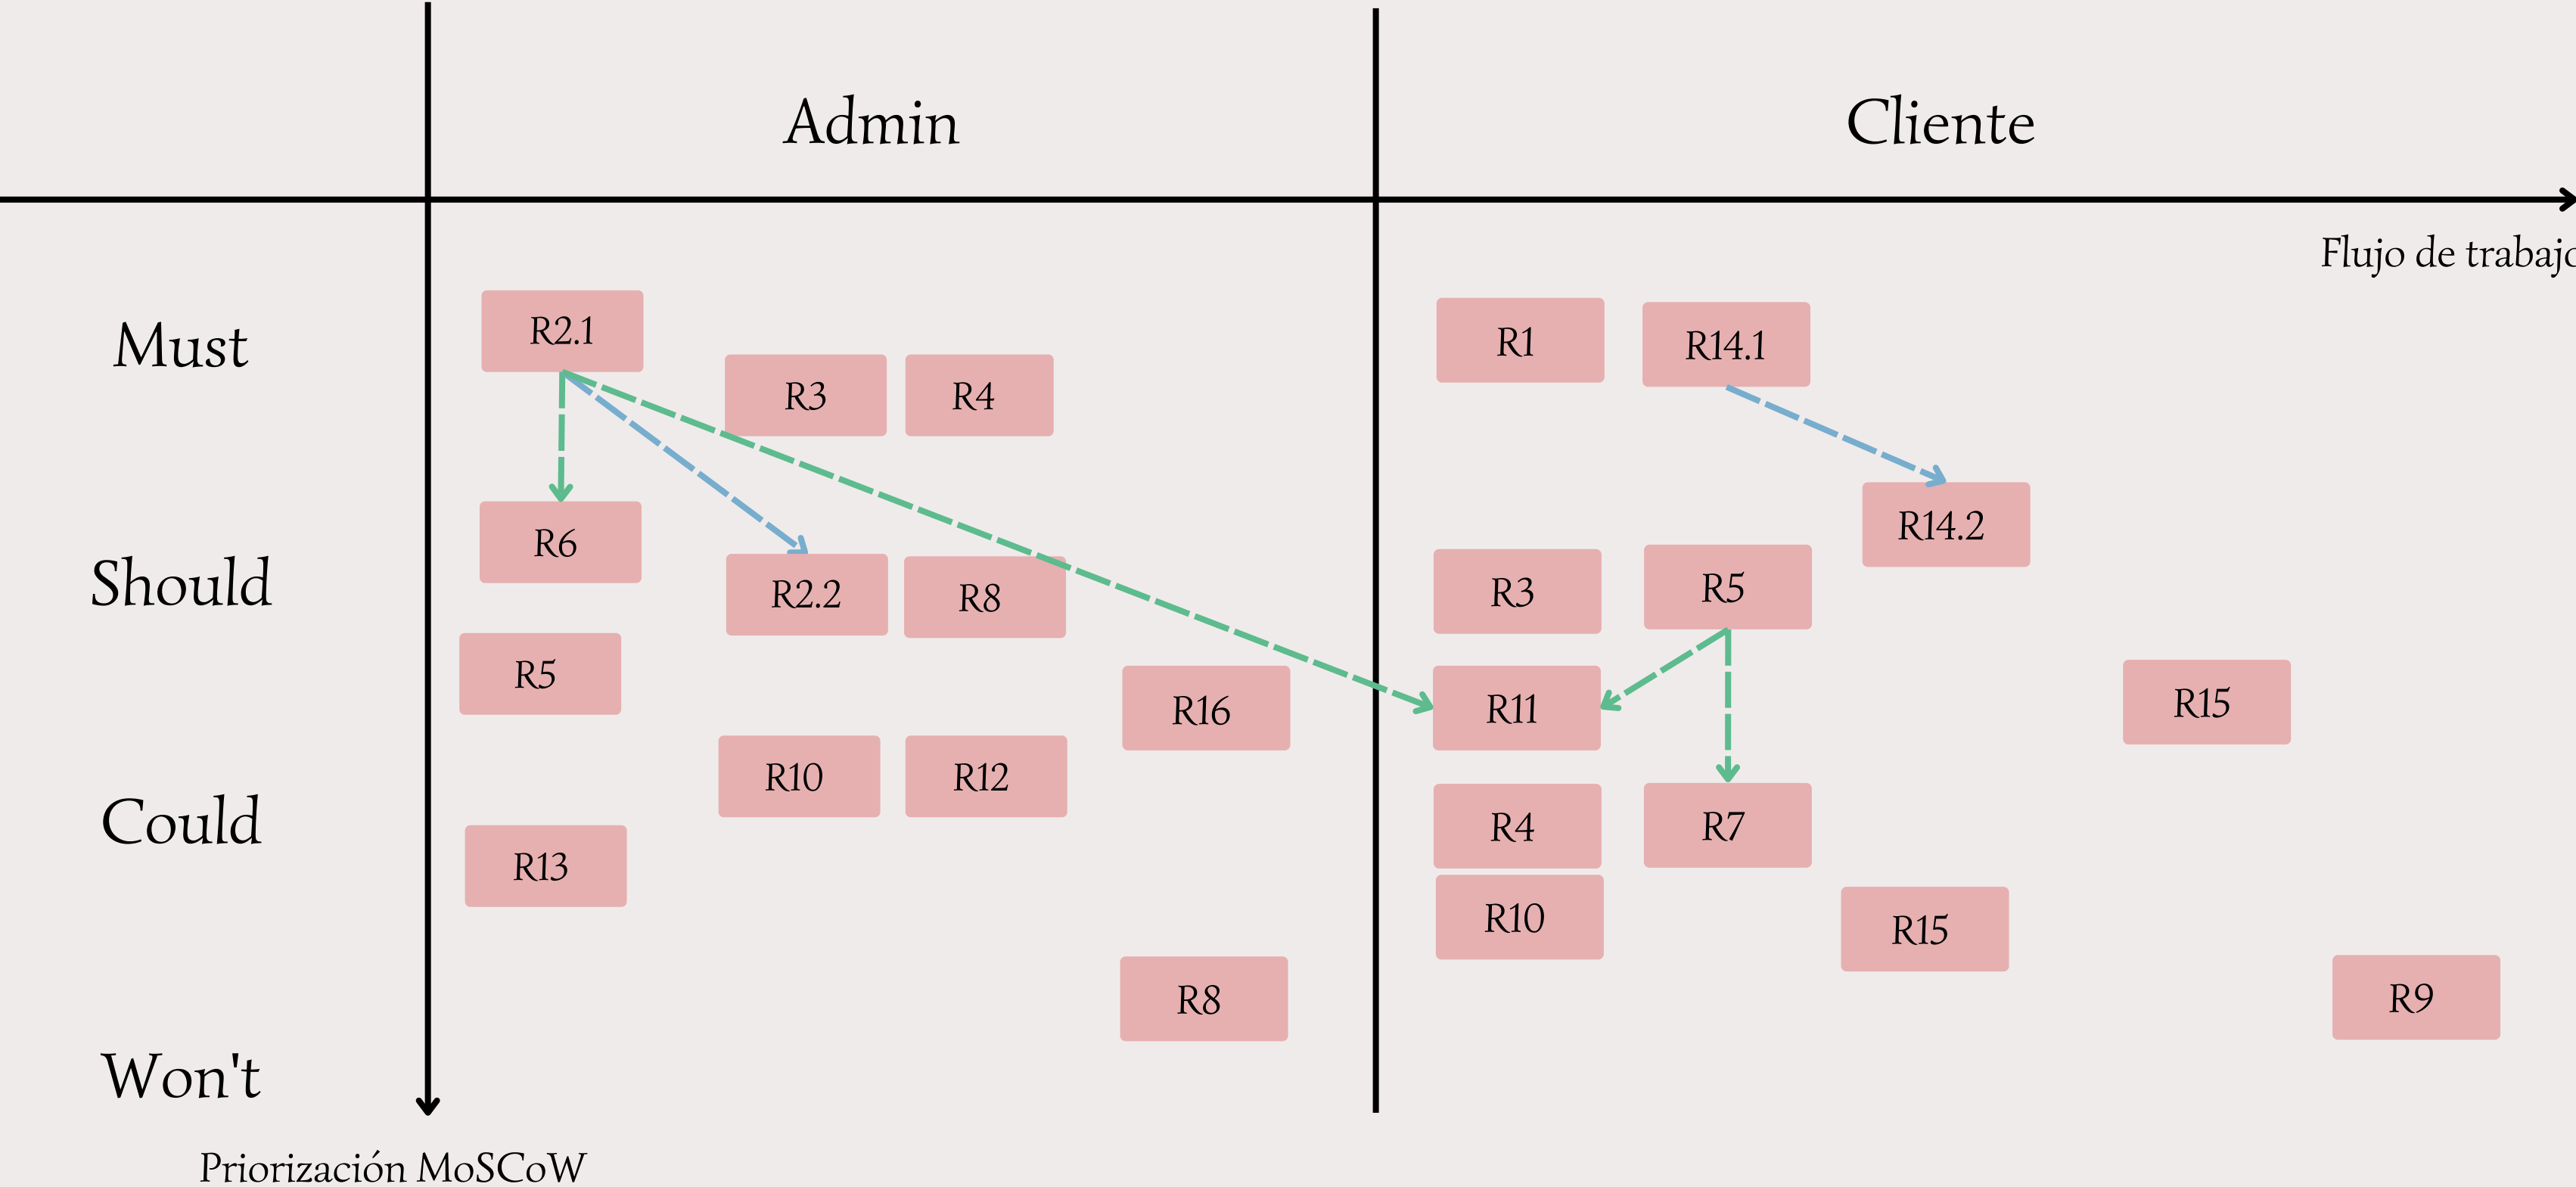 Admin
Cliente
Flujo de trabajo
Must
R2.1
R3
R4
R1
R14.1
Should
R6
R2.2
R8
R14.2
R3
R5
R5
R16
R11
R15
Could
R10
R12
R13
R4
R7
R10
R15
R8
R9
Won't
Priorización MoSCoW